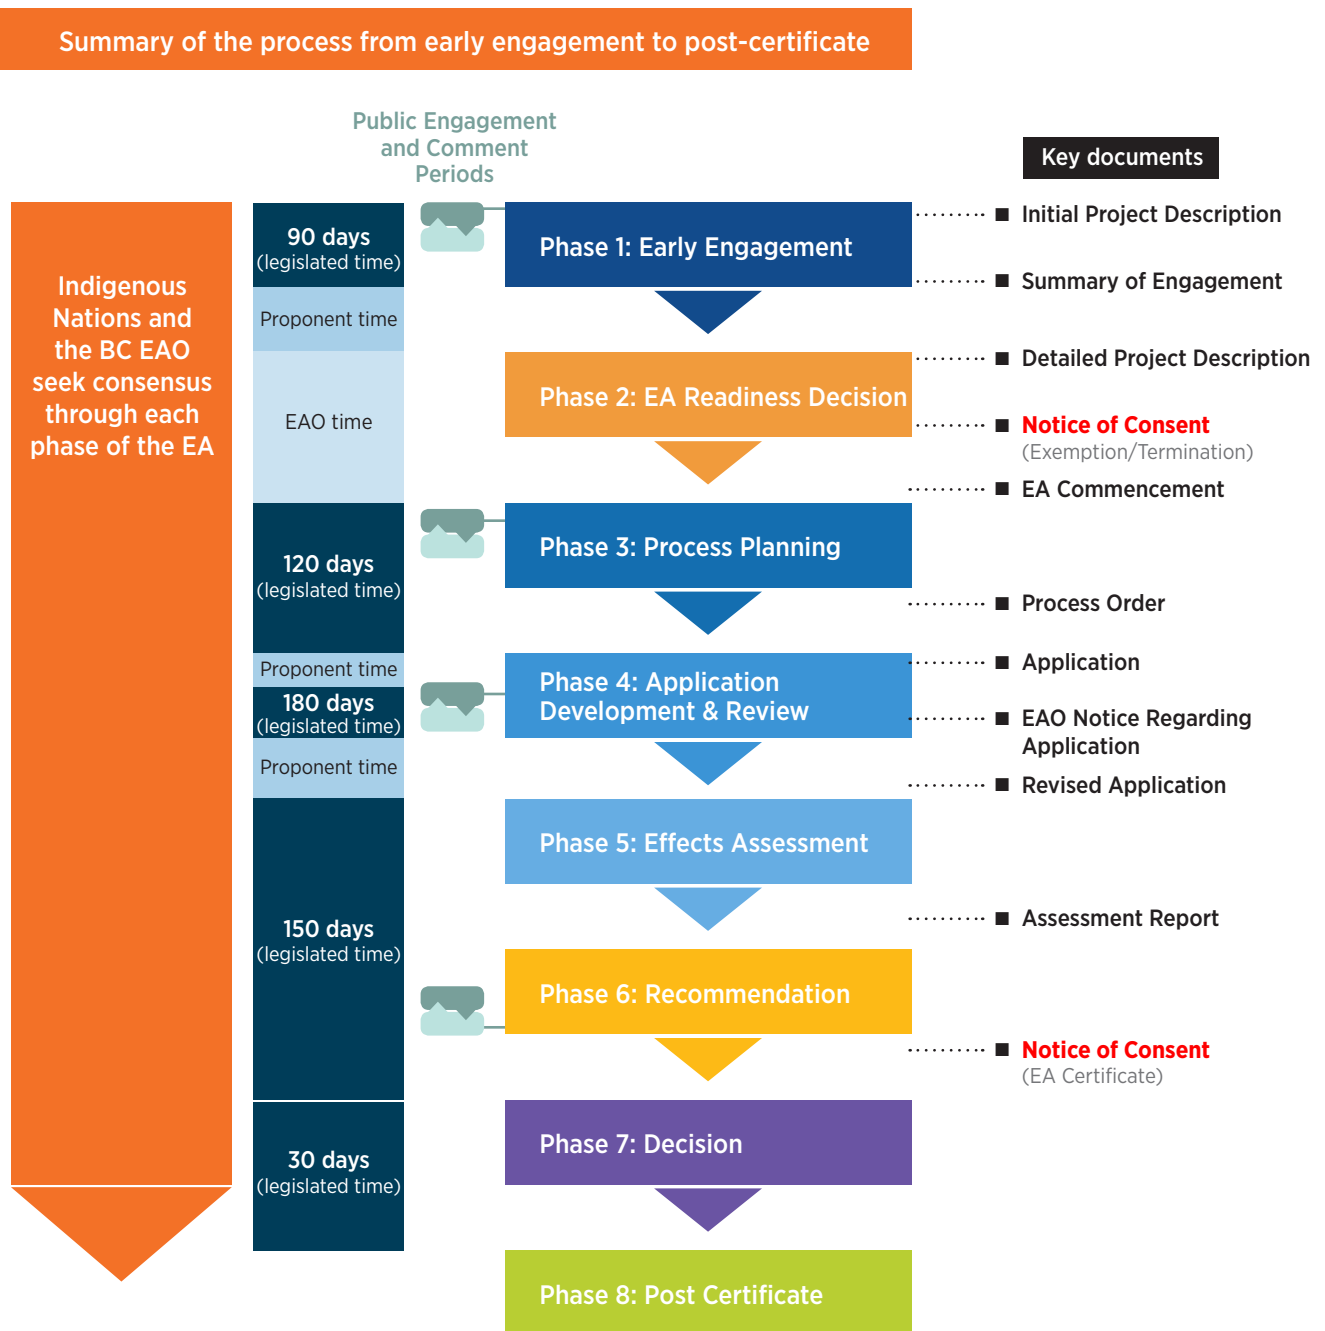 Summary of the process from early engagement to post-certificate
Public Engagement
and Comment
Periods
Key documents
Indigenous
Nations and
the BC EAO
seek consensus
through each
phase of the EA
90 days
(legislated time)
Proponent time
EAO time
120 days
(legislated time)
Proponent time
180 days
(legislated time)
Proponent time
150 days
(legislated time)
30 days
(legislated time)
Phase 1: Early Engagement
Phase 2: EA Readiness Decision
Phase 3: Process Planning
Phase 4: Application
Development & Review
Phase 5: Effects Assessment
Phase 6: Recommendation
Phase 7: Decision
Phase 8: Post Certificate
Initial Project Description
Summary of Engagement
Detailed Project Description
Notice of Consent
(Exemption/Termination)
EA Commencement
Process Order
Application
EAO Notice Regarding
Application
Revised Application
Assessment Report
Notice of Consent
(EA Certificate)